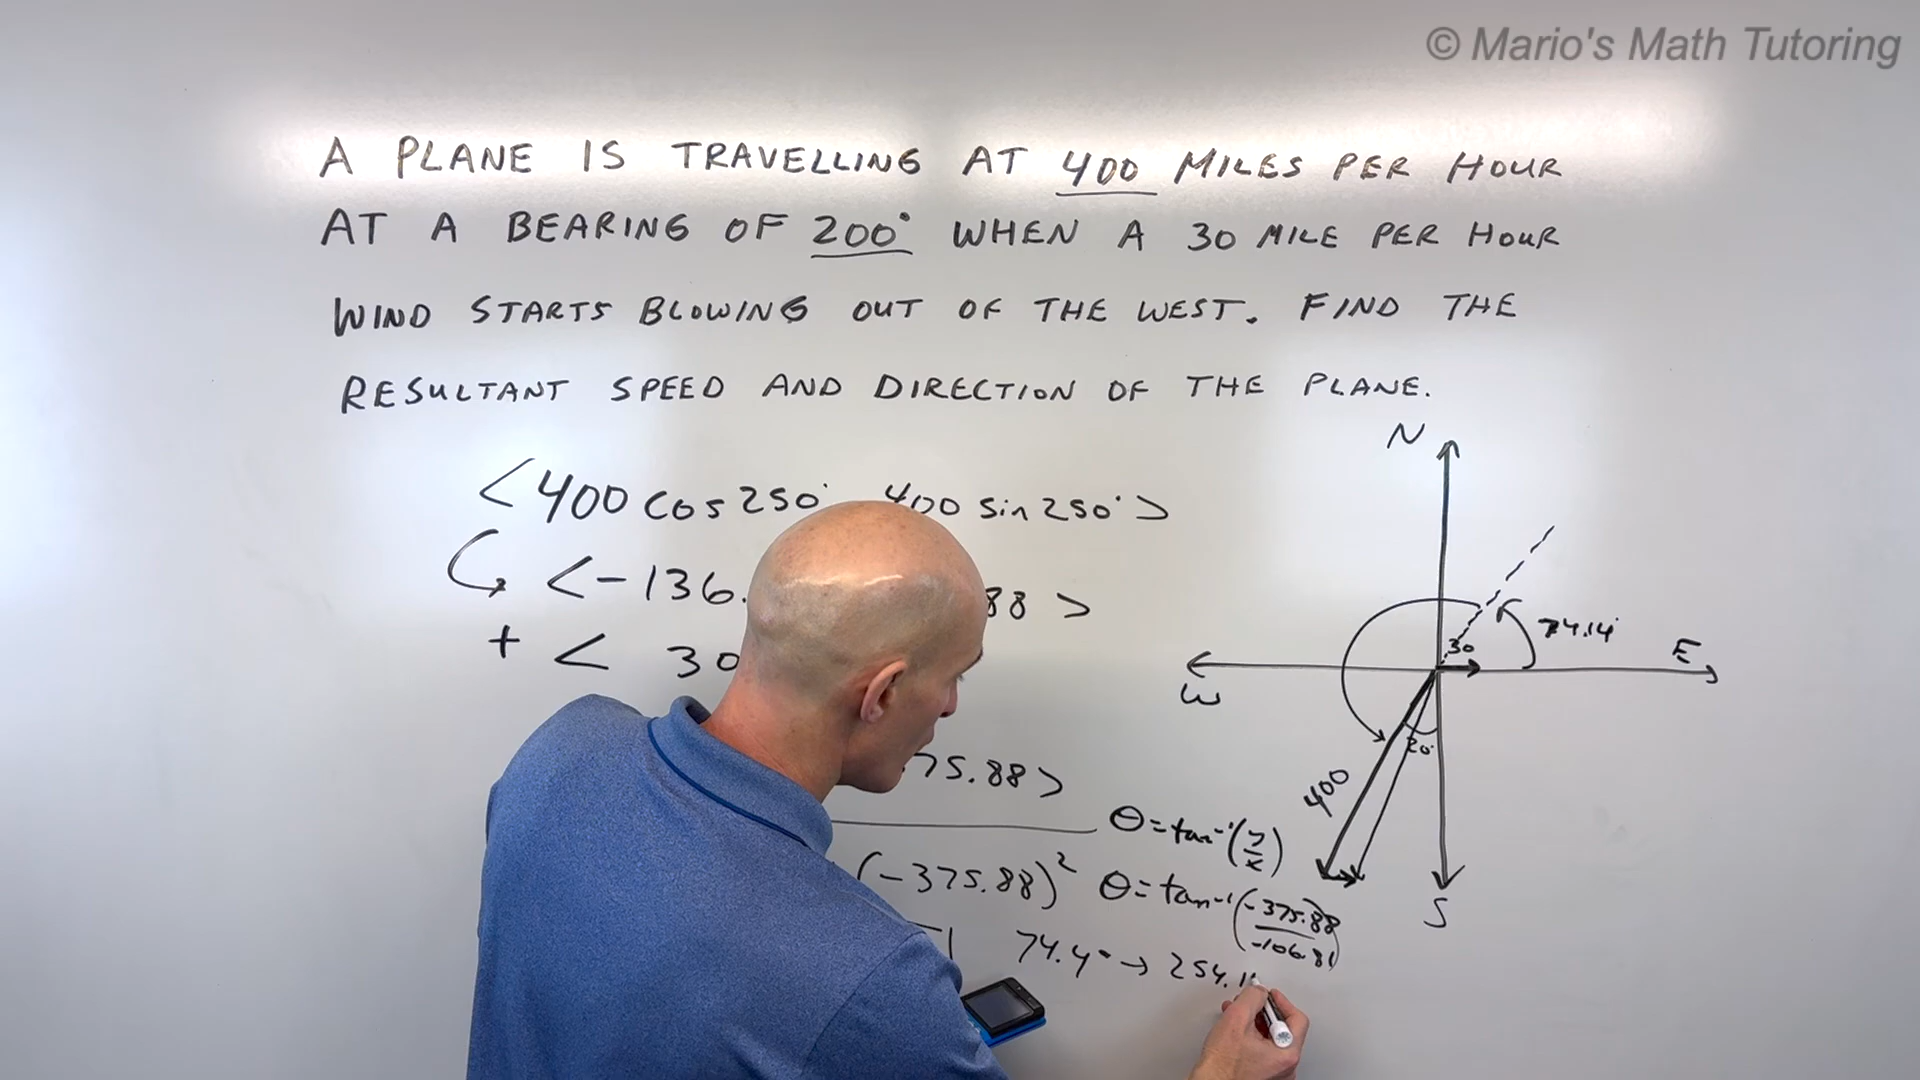 © Mario's Math Tutoring
A PLANE IS TRAVELLING AT 400 MILES PER HOUR
AT A BEARING OF 200° WHEN A 30 MILE PER HOUR
WIND STARTS BLOWING OUT OF THE WEST. FIND THE
RESULTANT SPEED AND DIRECTION OF THE PLANE.
<400 cos 250° 400 sin 250°>
<-136. 88 >
+ < 30
75.88>
(-375.88)²
θ = tan⁻¹(y/x)
θ = tan⁻¹(-375.88/-106.81)
74.4° → 254.1
N
74.14°
30
E
W
20°
400
S